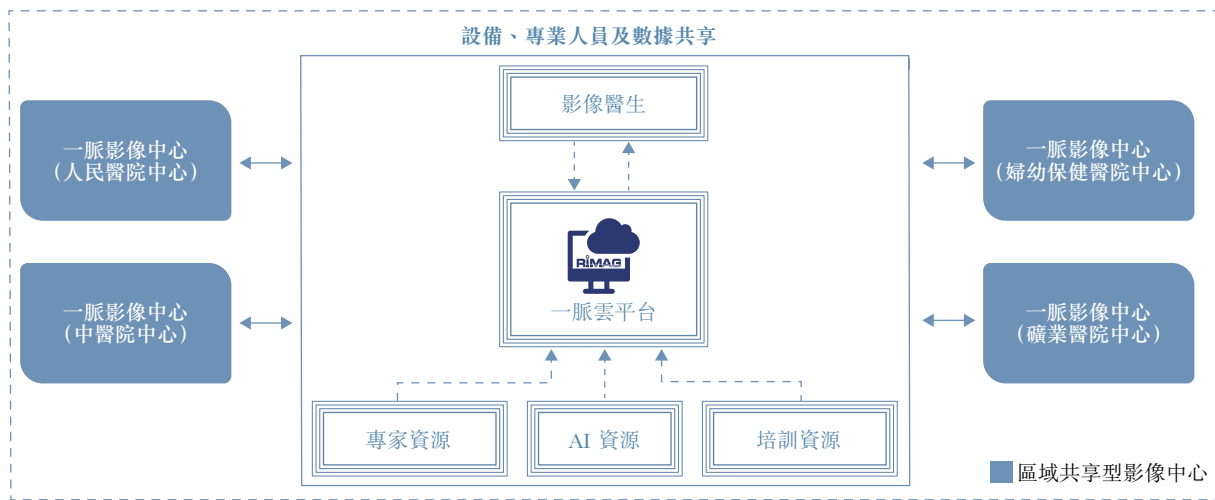 設備、專業人員及數據共享
影像醫生
一脈影像中心
（人民醫院中心）
一脈影像中心
（婦幼保健醫院中心）
RIMAG
一脈雲平台
一脈影像中心
（中醫院中心）
一脈影像中心
（礦業醫院中心）
專家資源
AI 資源
培訓資源
區域共享型影像中心